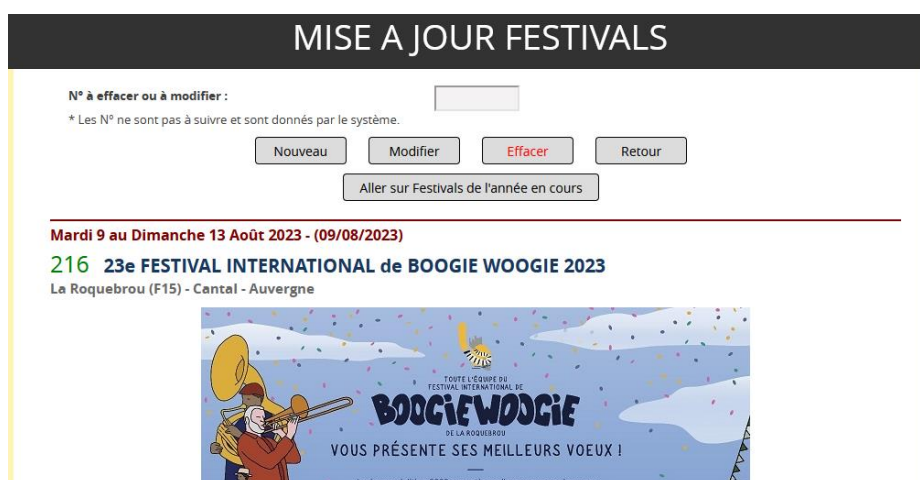 MISE A JOUR FESTIVALS
N° à effacer ou à modifier :
* Les N° ne sont pas à suivre et sont donnés par le système.
Nouveau Modifier Effacer Retour
Aller sur Festivals de l'année en cours
Mardi 9 au Dimanche 13 Août 2023 - (09/08/2023)
216 23e FESTIVAL INTERNATIONAL de BOOGIE WOOGIE 2023
La Roquebrou (F15) - Cantal - Auvergne
TOUTE L'ÉQUIPE DU
FESTIVAL INTERNATIONAL DE
BOOGIE WOOGIE
DE LA ROQUEBROU
VOUS PRÉSENTE SES MEILLEURS VOEUX !